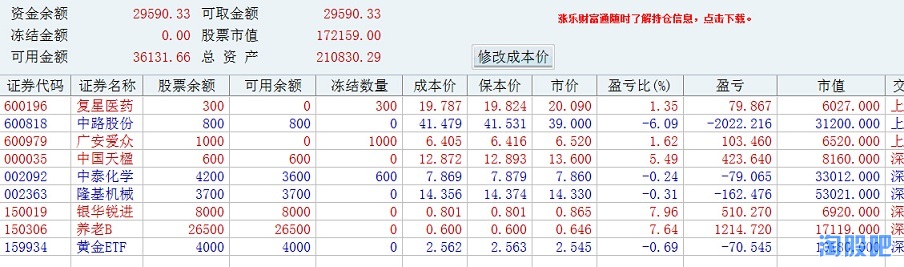 资金余额 29590.33 可取金额 29590.33
涨乐财富通随时了解持仓信息,点击下载。
冻结金额 0.00 股票市值 172159.00
可用金额 36131.66 总 资 产 210830.29 修改成本价
证券代码 证券名称 股票余额 可用余额 冻结数量 成本价 保本价 市价 盈亏比(%) 盈亏 市值
600196 复星医药 300 0 300 19.787 19.824 20.090 1.35 79.867 6027.000 上
600818 中路股份 800 800 0 41.479 41.531 39.000 -6.09 -2022.216 31200.000 上
600979 广安爱众 1000 0 1000 6.405 6.416 6.520 1.62 103.460 6520.000 上
000035 中国天楹 600 600 0 12.872 12.893 13.600 5.49 423.640 8160.000 深
002092 中泰化学 4200 3600 600 7.869 7.879 7.860 -0.24 -79.065 33012.000 深
002363 隆基机械 3700 3700 0 14.356 14.374 14.330 -0.31 -162.476 53021.000 深
150019 银华锐进 8000 8000 0 0.801 0.801 0.865 7.96 510.270 6920.000 深
150306 养老B 26500 26500 0 0.600 0.600 0.646 7.64 1214.720 17119.000 深
159934 黄金ETF 4000 4000 0 2.562 2.563 2.545 -0.69 -70.545 深
淘股吧